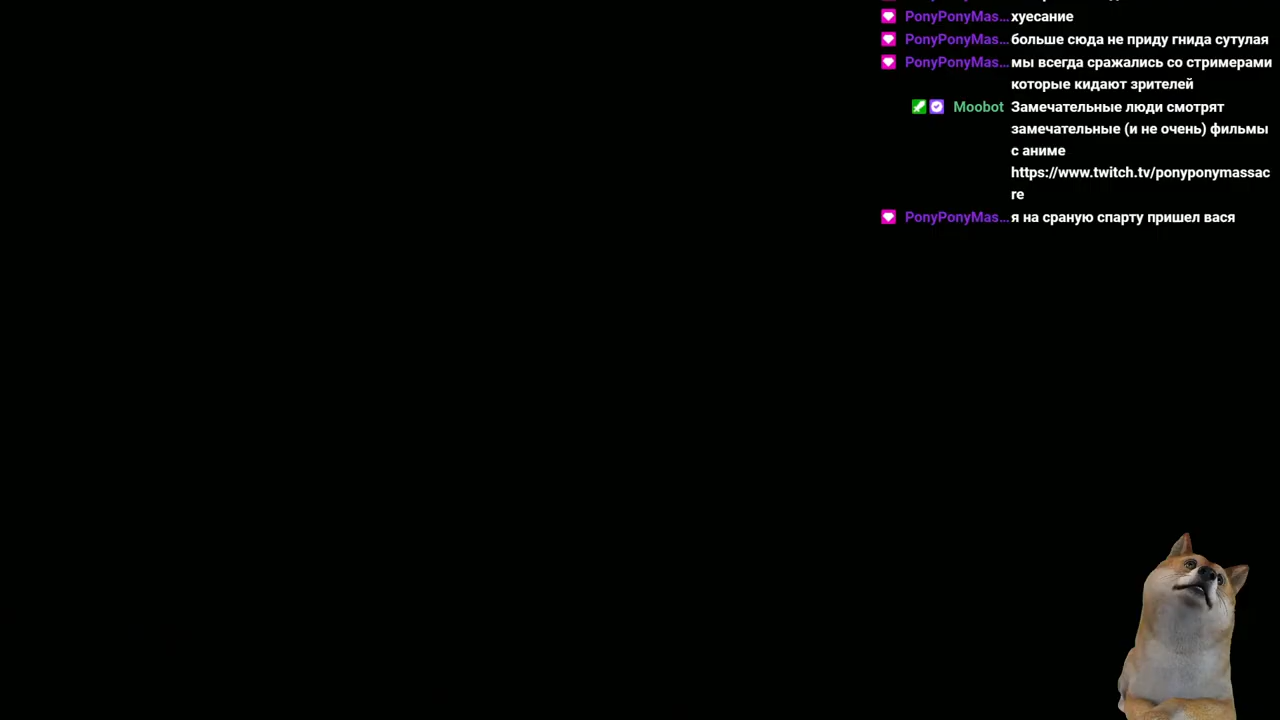 PonyPonyMas... хуесание
PonyPonyMas... больше сюда не приду гнида сутулая
PonyPonyMas... мы всегда сражались со стримерами
которые кидают зрителей
Moobot Замечательные люди смотрят
замечательные (и не очень) фильмы
с аниме
https://www.twitch.tv/ponyponymassac
re
PonyPonyMas... я на сраную спарту пришел вася